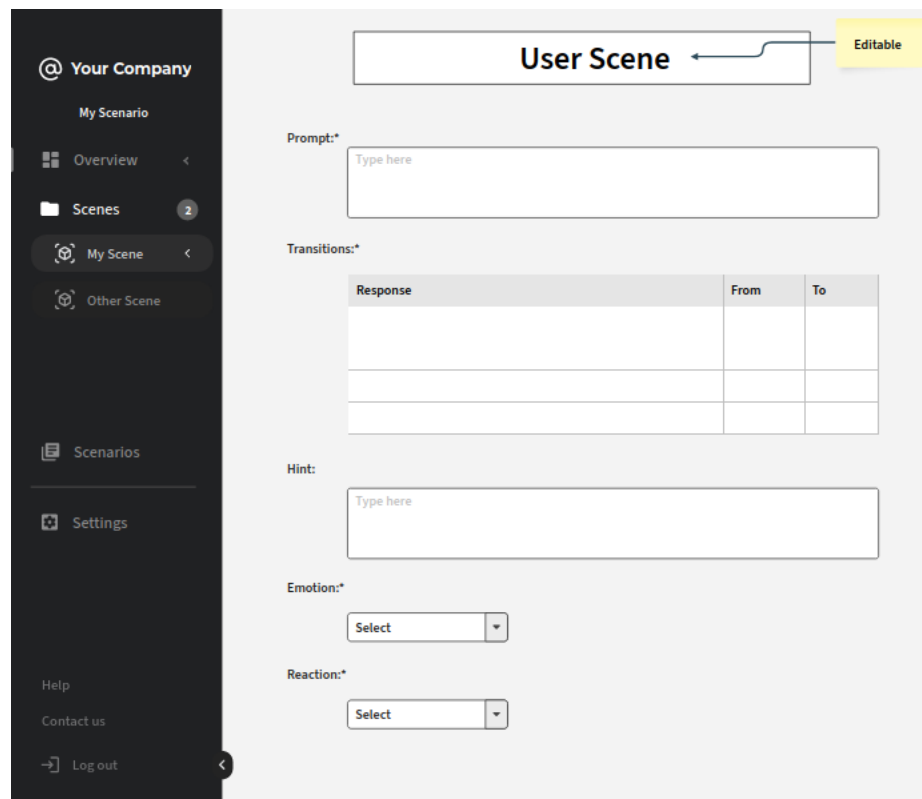 @ Your Company
My Scenario
Overview
Scenes 2
My Scene
Other Scene
Scenarios
Settings
Help
Contact us
Log out
User Scene
Editable
Prompt:*
Type here
Transitions:*
Response From To
Hint:
Type here
Emotion:*
Select
Reaction:*
Select